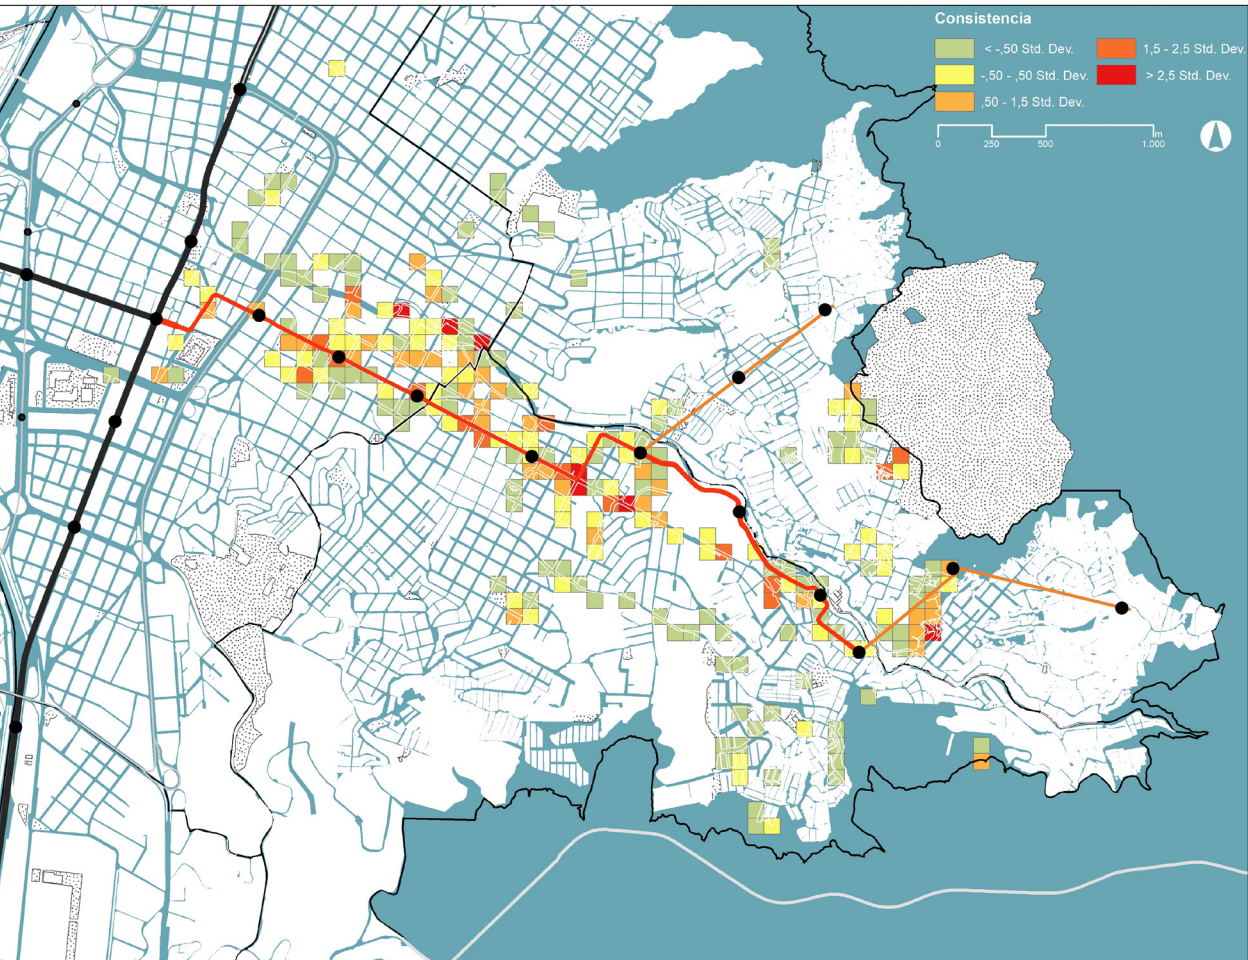 Consistencia
< -,50 Std. Dev.
-,50 - ,50 Std. Dev.
,50 - 1,5 Std. Dev.
1,5 - 2,5 Std. Dev.
> 2,5 Std. Dev.
m
0 250 500 1.000